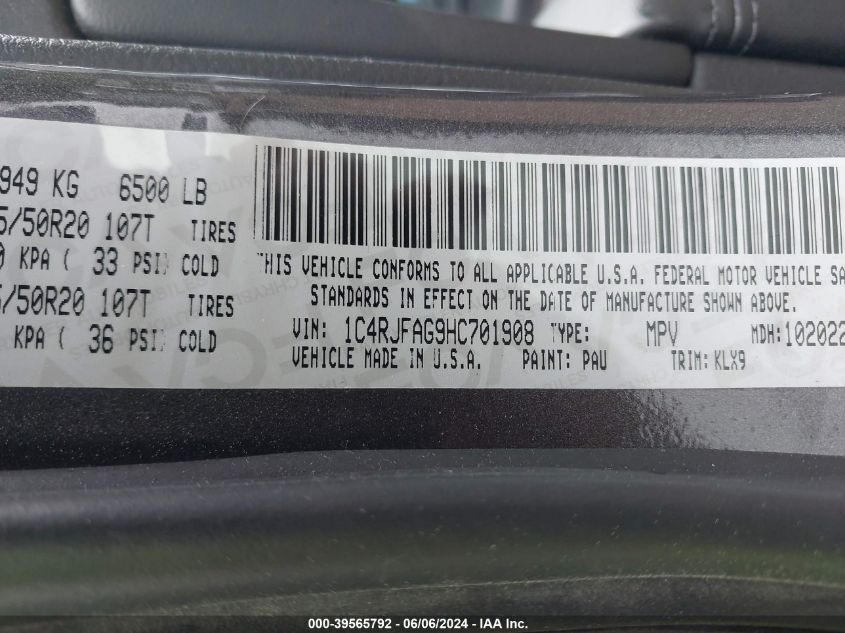 949 KG 6500 LB
5/50R20 107T TIRES
0 KPA ( 33 PSI) COLD
5/50R20 107T TIRES
KPA ( 36 PSI) COLD
THIS VEHICLE CONFORMS TO ALL APPLICABLE U.S.A. FEDERAL MOTOR VEHICLE SA
STANDARDS IN EFFECT ON THE DATE OF MANUFACTURE SHOWN ABOVE.
VIN: 1C4RJFAG9HC701908 TYPE: MPV MDH:102022
VEHICLE MADE IN U.S.A. PAINT: PAU TRIM: KLX9
000-39565792 - 06/06/2024 - IAA Inc.